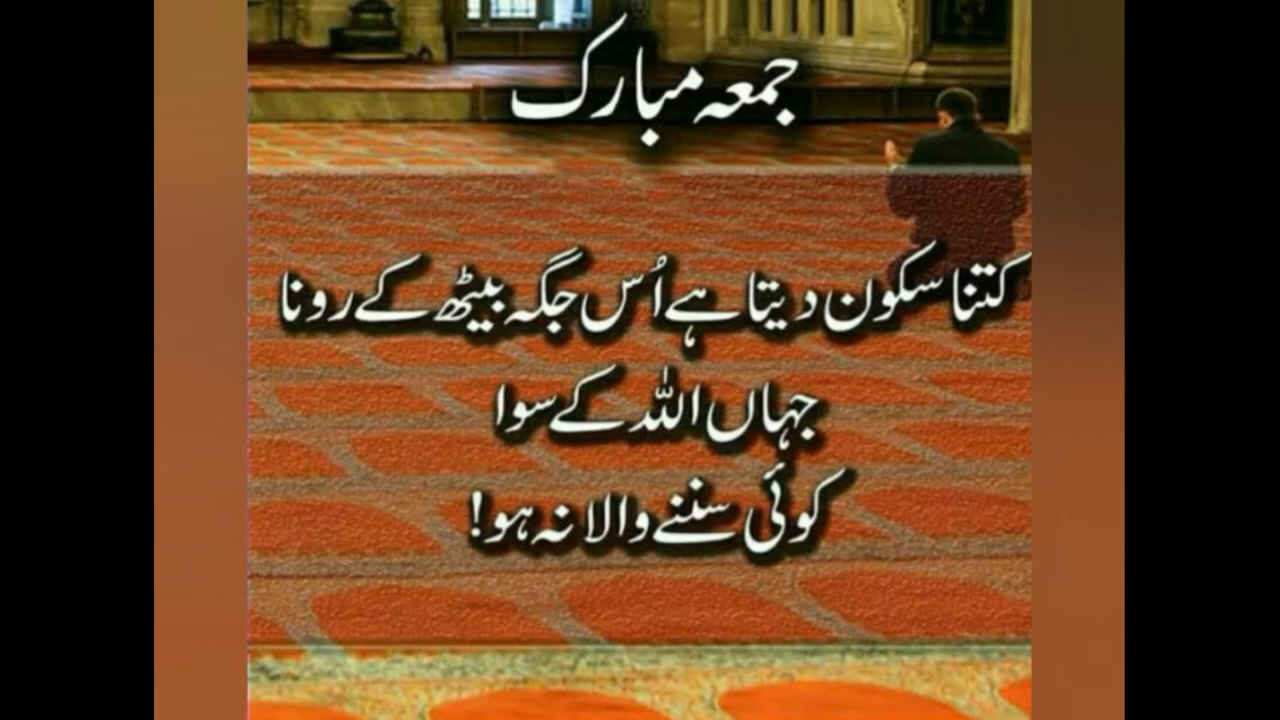 جمعہ مبارک
کتنا سکون دیتا ہے اُس جگہ بیٹھ کے رونا
جہاں اللہ کے سوا
کوئی سننے والا نہ ہو!